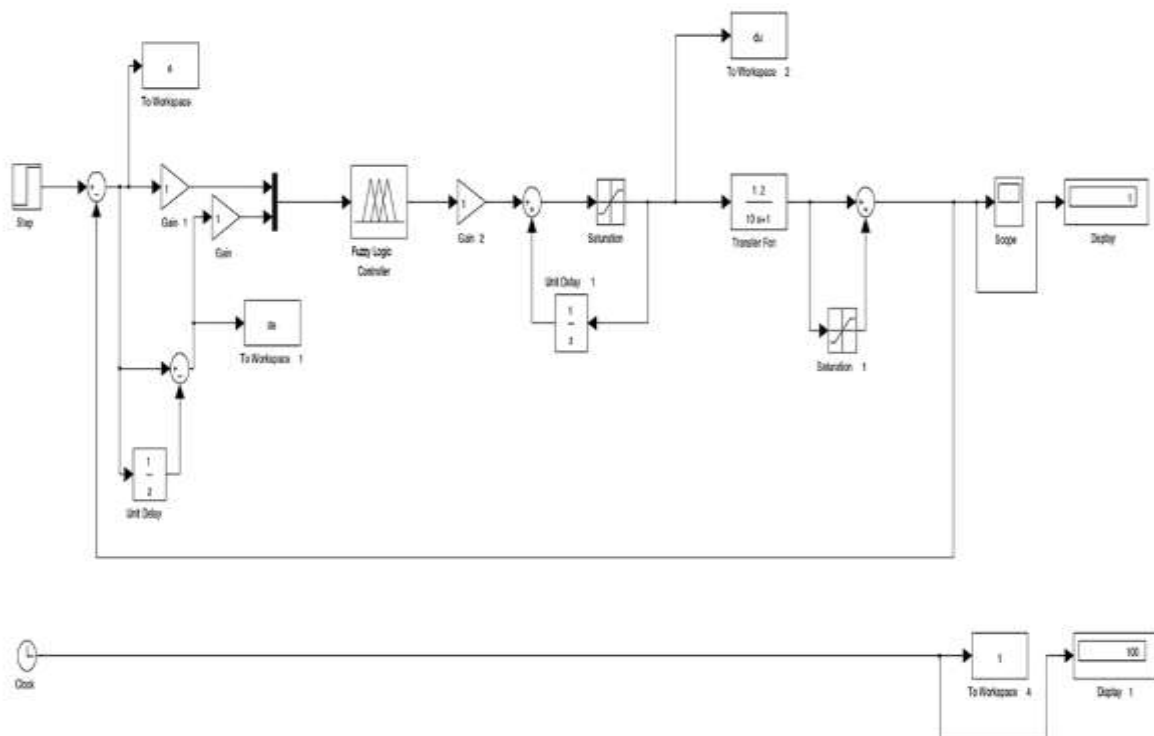 du
To Workspace 2
e
To Workspace
Step
Gain 1
Gain
Fuzzy Logic
Controller
Gain 2
Saturation
1.2
10 s+1
Transfer Fcn
Scope
1
Display
Unit Delay 1
1
z
de
To Workspace 1
Saturation 1
1
z
Unit Delay
Clock
t
To Workspace 4
100
Display 1